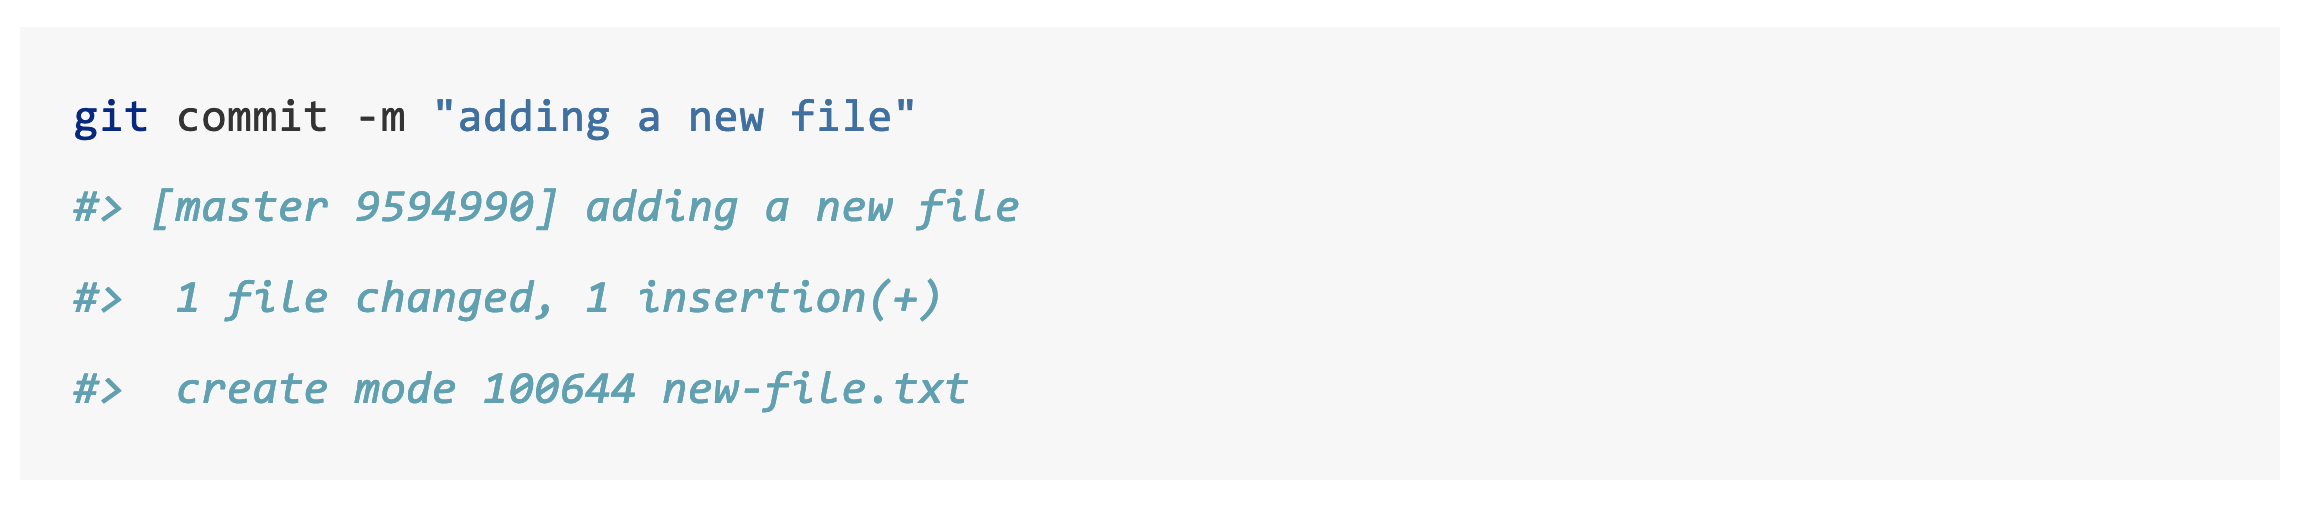 git commit -m "adding a new file"
#> [master 9594990] adding a new file
#>  1 file changed, 1 insertion(+)
#>  create mode 100644 new-file.txt